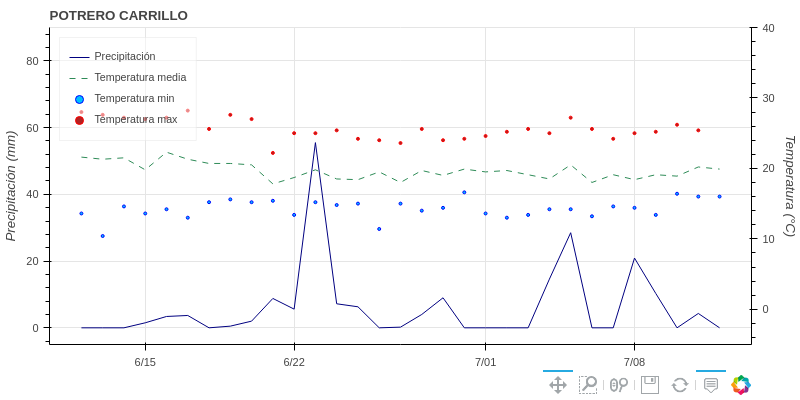 POTRERO CARRILLO
Precipitación
Temperatura media
Temperatura min
Temperatura max
Precipitación (mm)
80
60
40
20
0
Temperatura (°C)
40
30
20
10
0
6/15
6/22
7/01
7/08